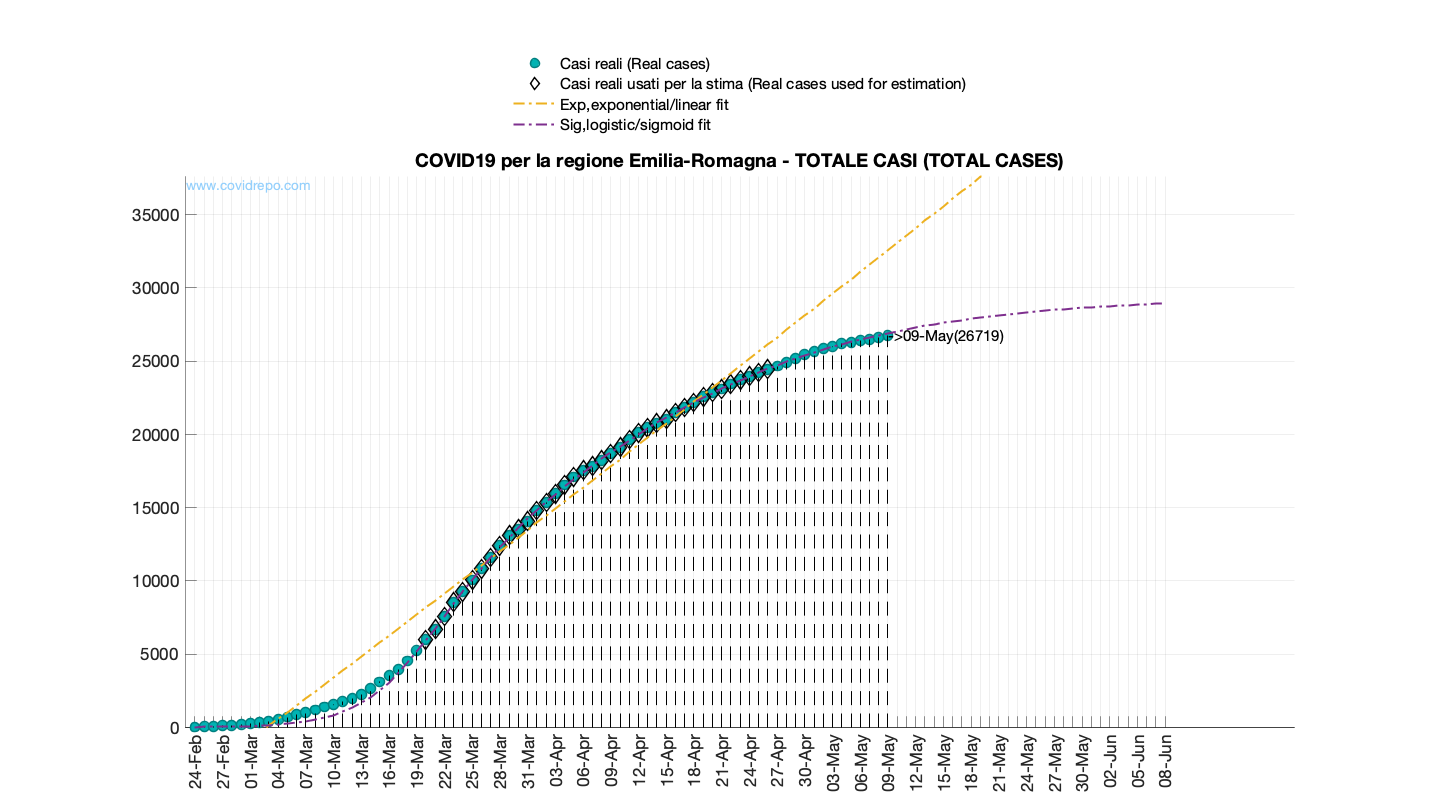 Casi reali (Real cases)
Casi reali usati per la stima (Real cases used for estimation)
Exp,exponential/linear fit
Sig,logistic/sigmoid fit
COVID19 per la regione Emilia-Romagna - TOTALE CASI (TOTAL CASES)
www.covidrepo.com
35000
30000
25000
20000
15000
10000
5000
0
->09-May(26719)
24-Feb
27-Feb
01-Mar
04-Mar
07-Mar
10-Mar
13-Mar
16-Mar
19-Mar
22-Mar
25-Mar
28-Mar
31-Mar
03-Apr
06-Apr
09-Apr
12-Apr
15-Apr
18-Apr
21-Apr
24-Apr
27-Apr
30-Apr
03-May
06-May
09-May
12-May
15-May
18-May
21-May
24-May
27-May
30-May
02-Jun
05-Jun
08-Jun